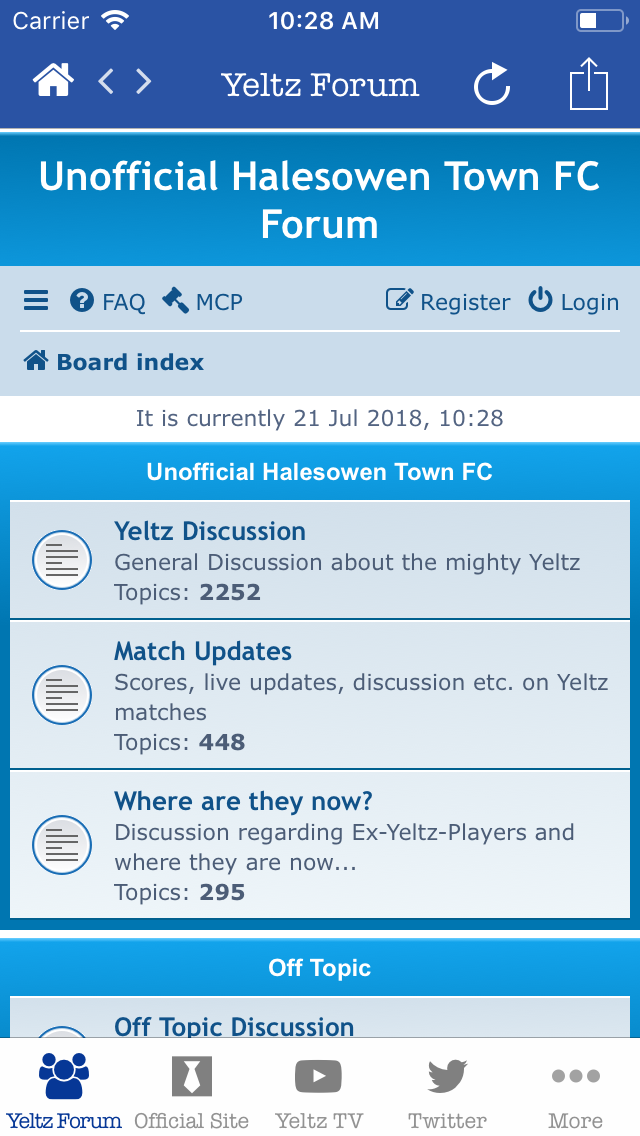 Carrier 10:28 AM
Yeltz Forum
Unofficial Halesowen Town FC
Forum
FAQ MCP Register Login
Board index
It is currently 21 Jul 2018, 10:28
Unofficial Halesowen Town FC
Yeltz Discussion
General Discussion about the mighty Yeltz
Topics: 2252
Match Updates
Scores, live updates, discussion etc. on Yeltz
matches
Topics: 448
Where are they now?
Discussion regarding Ex-Yeltz-Players and
where they are now...
Topics: 295
Off Topic
Off Topic Discussion
Yeltz Forum Official Site Yeltz TV Twitter More